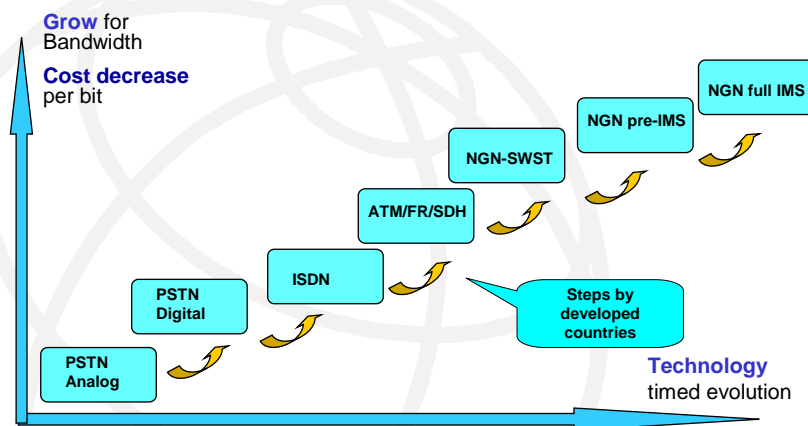 Grow for
Bandwidth
Cost decrease
per bit
NGN full IMS
NGN pre-IMS
NGN-SWST
ATM/FR/SDH
ISDN
PSTN
Digital
Steps by
developed
countries
PSTN
Analog
Technology
timed evolution